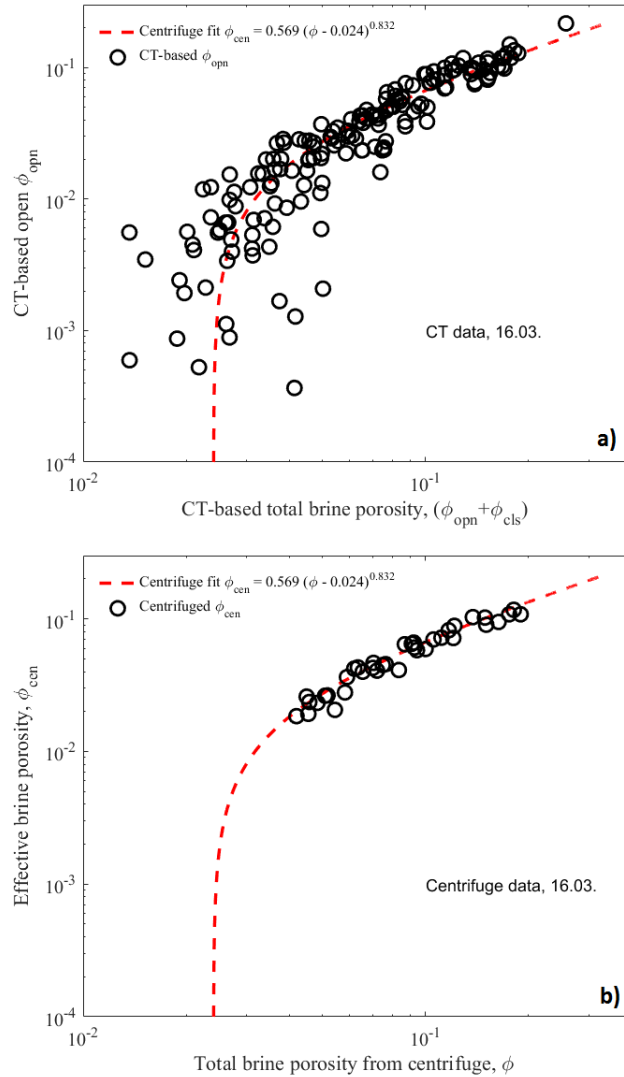 Centrifuge fit ϕcen = 0.569 (ϕ - 0.024)^0.832
CT-based ϕopn
10^-1
10^-2
10^-3
10^-4
CT-based open ϕopn
CT data, 16.03.
a)
10^-2
10^-1
CT-based total brine porosity, (ϕopn+ϕcls)
Centrifuge fit ϕcen = 0.569 (ϕ - 0.024)^0.832
Centrifuged ϕcen
10^-1
10^-2
10^-3
10^-4
Effective brine porosity, ϕcen
Centrifuge data, 16.03.
b)
10^-2
10^-1
Total brine porosity from centrifuge, ϕ